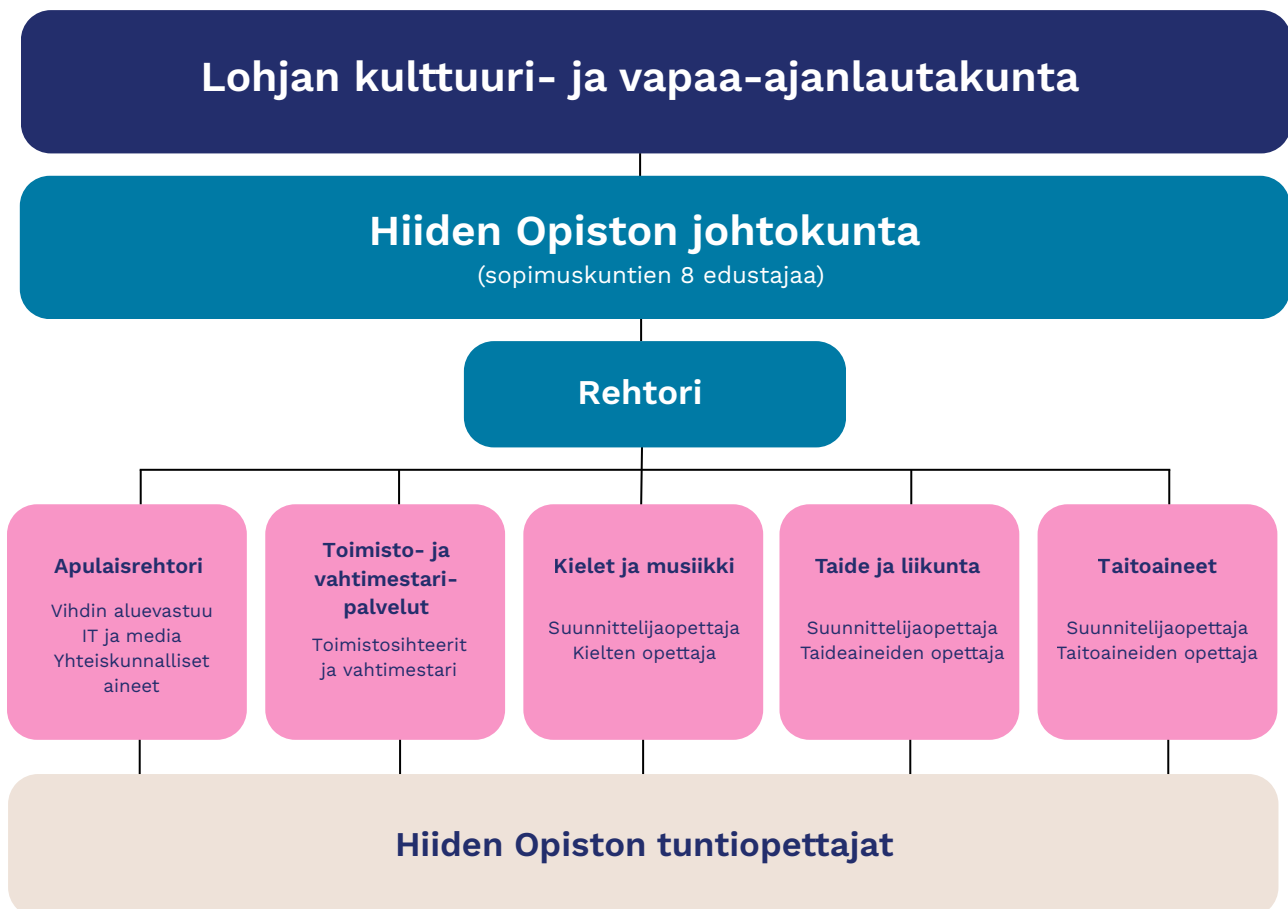 Lohjan kulttuuri- ja vapaa-ajanlautakunta
Hiiden Opiston johtokunta
(sopimuskuntien 8 edustajaa)
Rehtori
Apulaisrehtori
Vihdin aluevastuu
IT ja media
Yhteiskunnalliset
aineet
Toimisto- ja
vahtimestari-
palvelut
Toimistosihteerit
ja vahtimestari
Kielet ja musiikki
Suunnittelijaopettaja
Kielten opettaja
Taide ja liikunta
Suunnittelijaopettaja
Taideaineiden opettaja
Taitoaineet
Suunnitelijaopettaja
Taitoaineiden opettaja
Hiiden Opiston tuntiopettajat